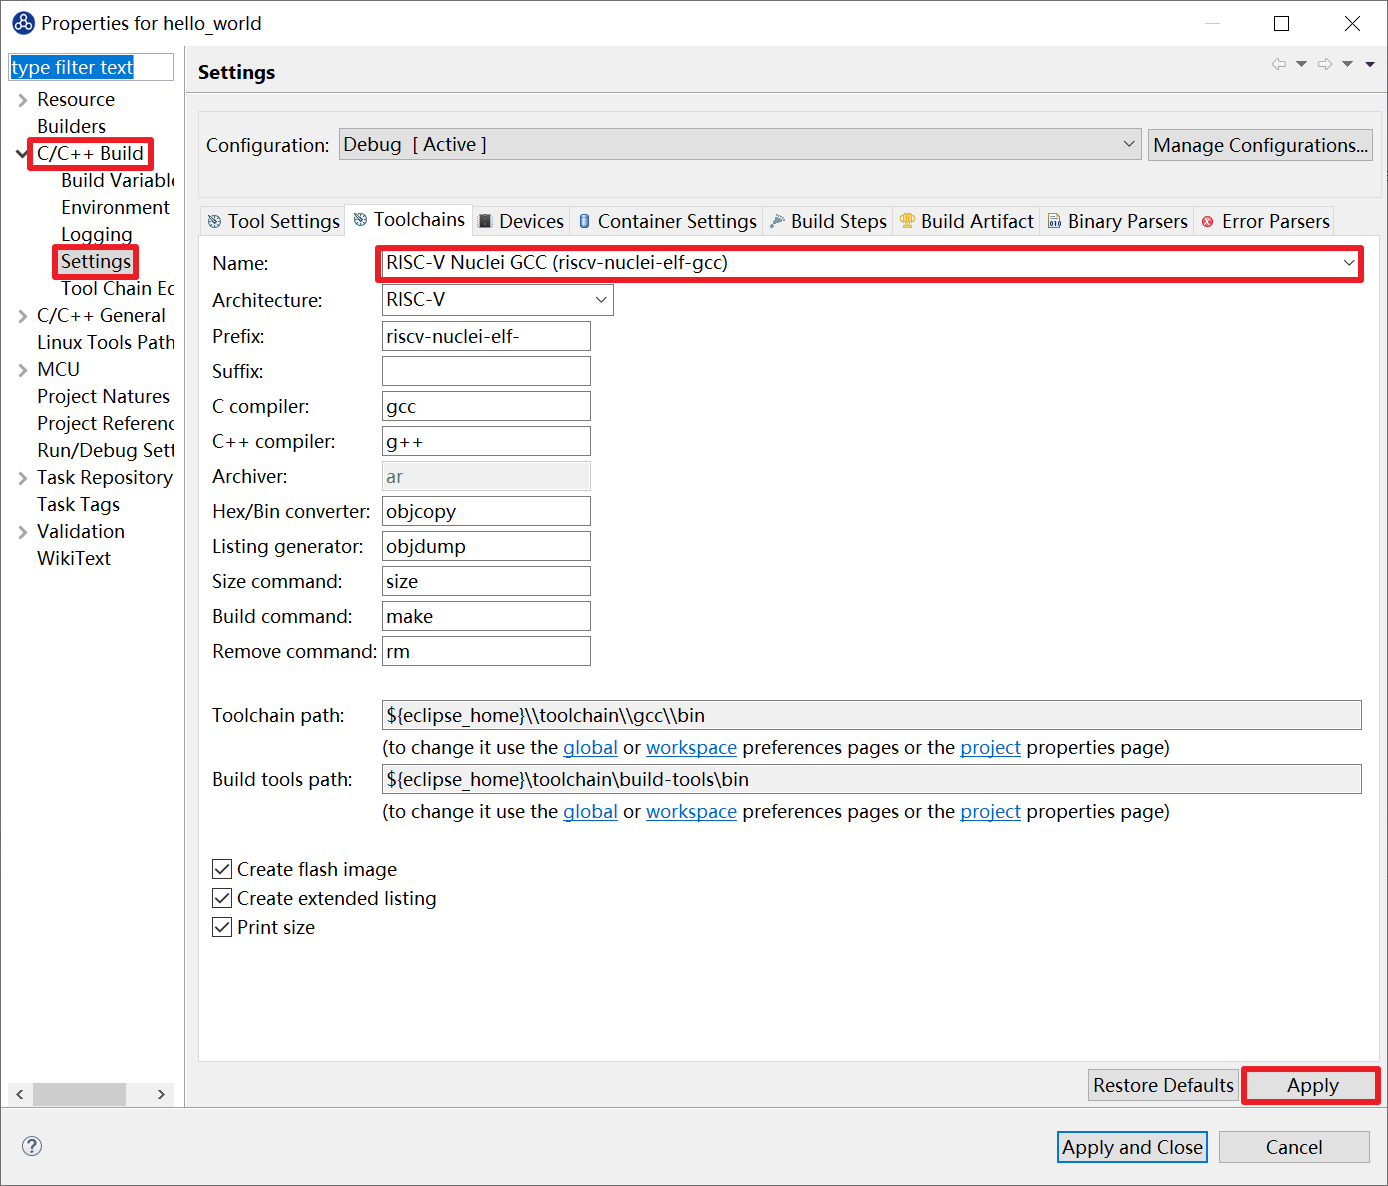 Properties for hello_world
type filter text
Settings
Resource
Builders
C/C++ Build
Build Variable
Environment
Logging
Settings
Tool Chain Ec
C/C++ General
Linux Tools Path
MCU
Project Natures
Project Referenc
Run/Debug Sett
Task Repository
Task Tags
Validation
WikiText
Configuration: Debug [ Active ] Manage Configurations...
Tool Settings Toolchains Devices Container Settings Build Steps Build Artifact Binary Parsers Error Parsers
Name: RISC-V Nuclei GCC (riscv-nuclei-elf-gcc)
Architecture: RISC-V
Prefix: riscv-nuclei-elf-
Suffix:
C compiler: gcc
C++ compiler: g++
Archiver: ar
Hex/Bin converter: objcopy
Listing generator: objdump
Size command: size
Build command: make
Remove command: rm
Toolchain path: ${eclipse_home}\\toolchain\\gcc\\bin
(to change it use the global or workspace preferences pages or the project properties page)
Build tools path: ${eclipse_home}\toolchain\build-tools\bin
(to change it use the global or workspace preferences pages or the project properties page)
Create flash image
Create extended listing
Print size
Restore Defaults Apply
Apply and Close Cancel